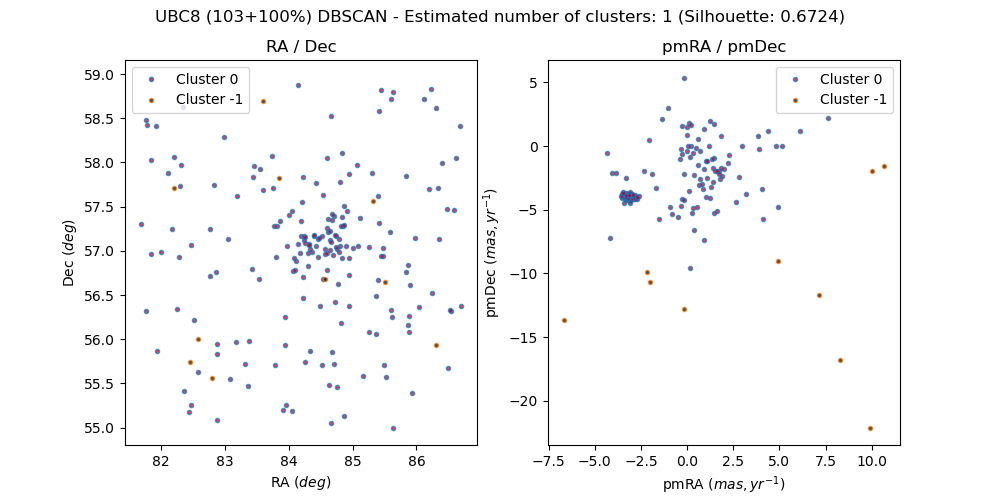 UBC8 (103+100%) DBSCAN - Estimated number of clusters: 1 (Silhouette: 0.6724)
RA / Dec
Cluster 0
Cluster -1
59.0
58.5
58.0
57.5
57.0
56.5
56.0
55.5
55.0
Dec (deg)
82
83
84
85
86
RA (deg)
pmRA / pmDec
Cluster 0
Cluster -1
5
0
−5
−10
−15
−20
pmDec (mas, yr⁻¹)
−7.5
−5.0
−2.5
0.0
2.5
5.0
7.5
10.0
pmRA (mas, yr⁻¹)